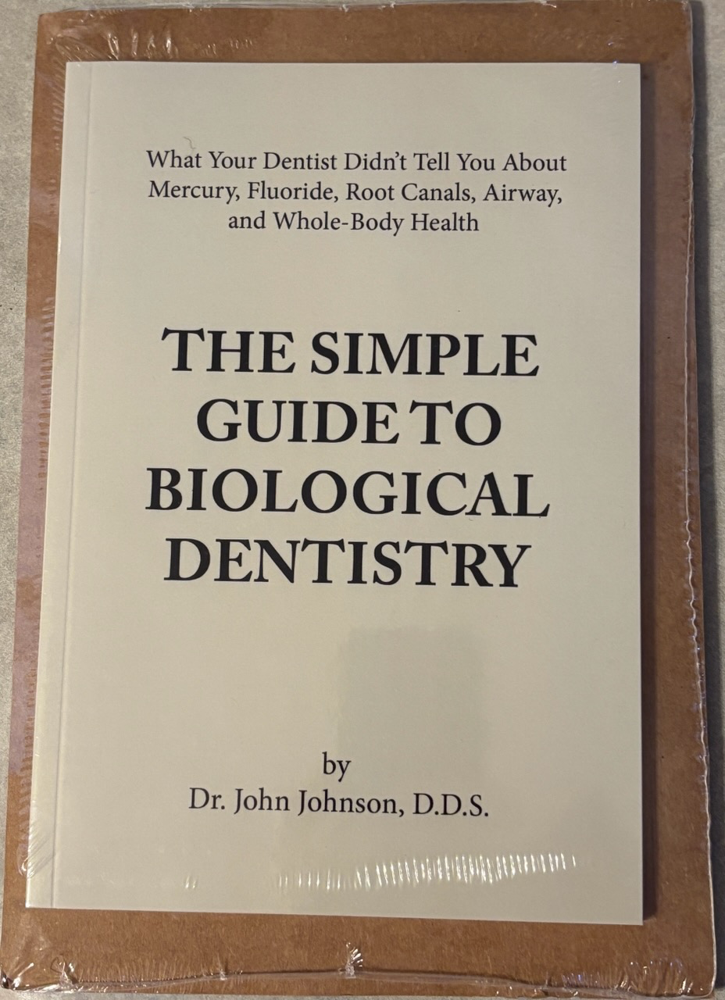 What Your Dentist Didn’t Tell You About
Mercury, Fluoride, Root Canals, Airway,
and Whole-Body Health
THE SIMPLE
GUIDE TO
BIOLOGICAL
DENTISTRY
by
Dr. John Johnson, D.D.S.